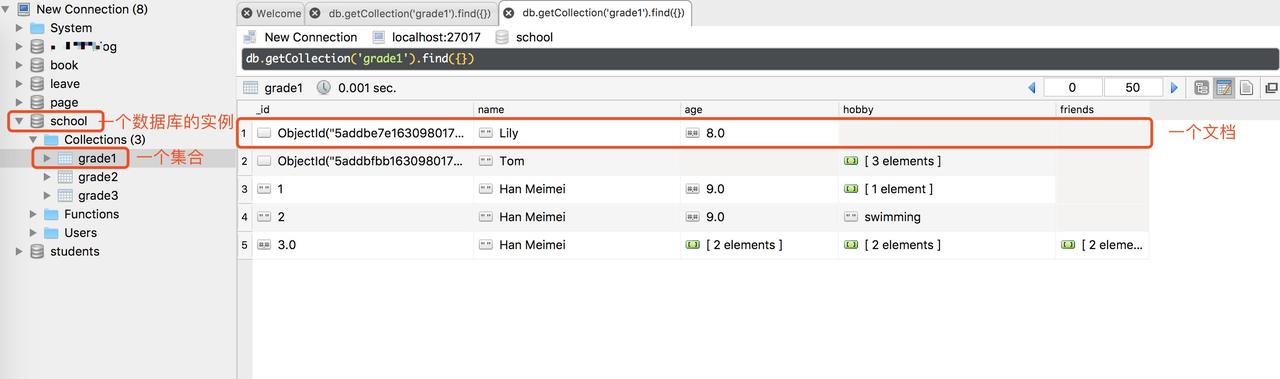 New Connection (8)
System
og
book
leave
page
school 一个数据库的实例
Collections (3)
grade1 一个集合
grade2
grade3
Functions
Users
students
Welcome db.getCollection('grade1').find({}) db.getCollection('grade1').find({})
New Connection localhost:27017 school
db.getCollection('grade1').find({})
grade1 0.001 sec. 0 50
_id name age hobby friends
1 ObjectId("5addbe7e163098017... Lily 8.0 一个文档
2 ObjectId("5addbfbb163098017... Tom [ 3 elements ]
3 1 Han Meimei 9.0 [ 1 element ]
4 2 Han Meimei 9.0 swimming
5 3.0 Han Meimei [ 2 elements ] [ 2 elements ] [ 2 eleme...